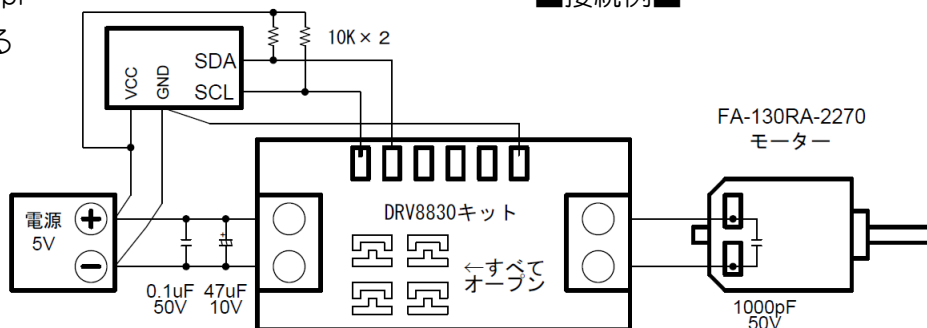 ■接続例■
る
10K × 2
SDA
SCL
VCC
GND
FA-130RA-2270
モーター
電源
5V
DRV8830キット
←すべて
オープン
0.1uF
50V
47uF
10V
1000pF
50V